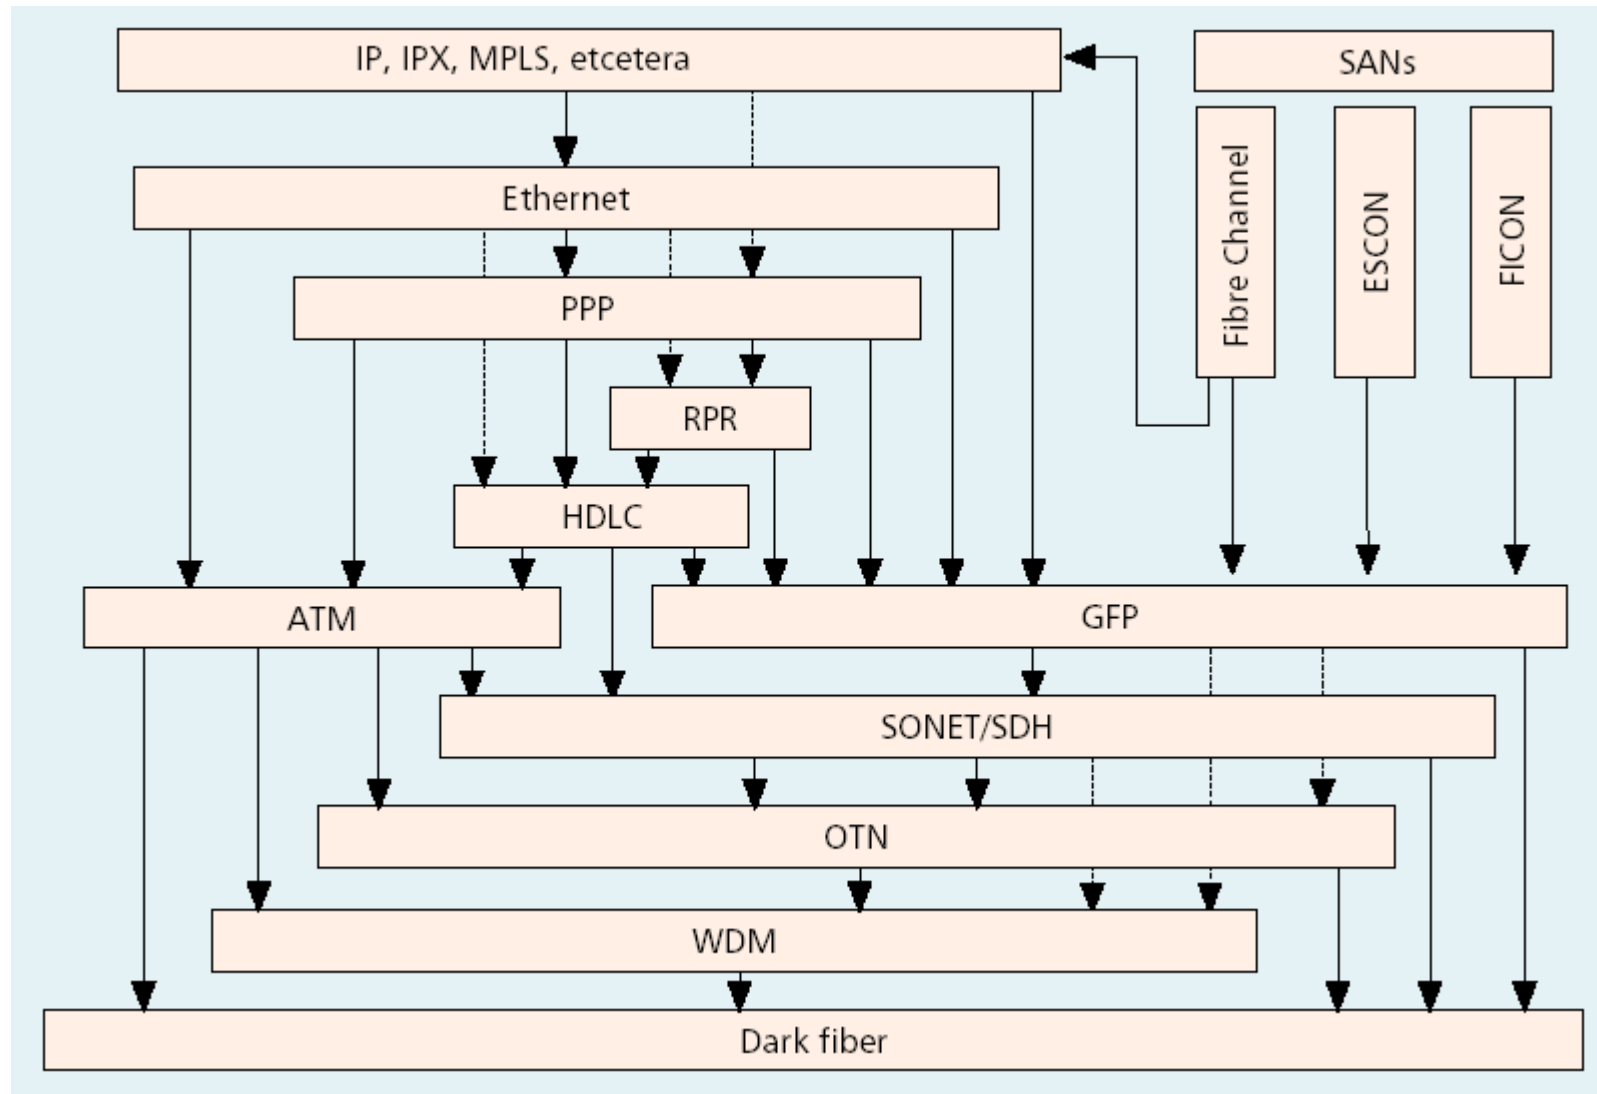 IP, IPX, MPLS, etcetera
SANs
Ethernet
Fibre Channel
ESCON
FICON
PPP
RPR
HDLC
ATM
GFP
SONET/SDH
OTN
WDM
Dark fiber